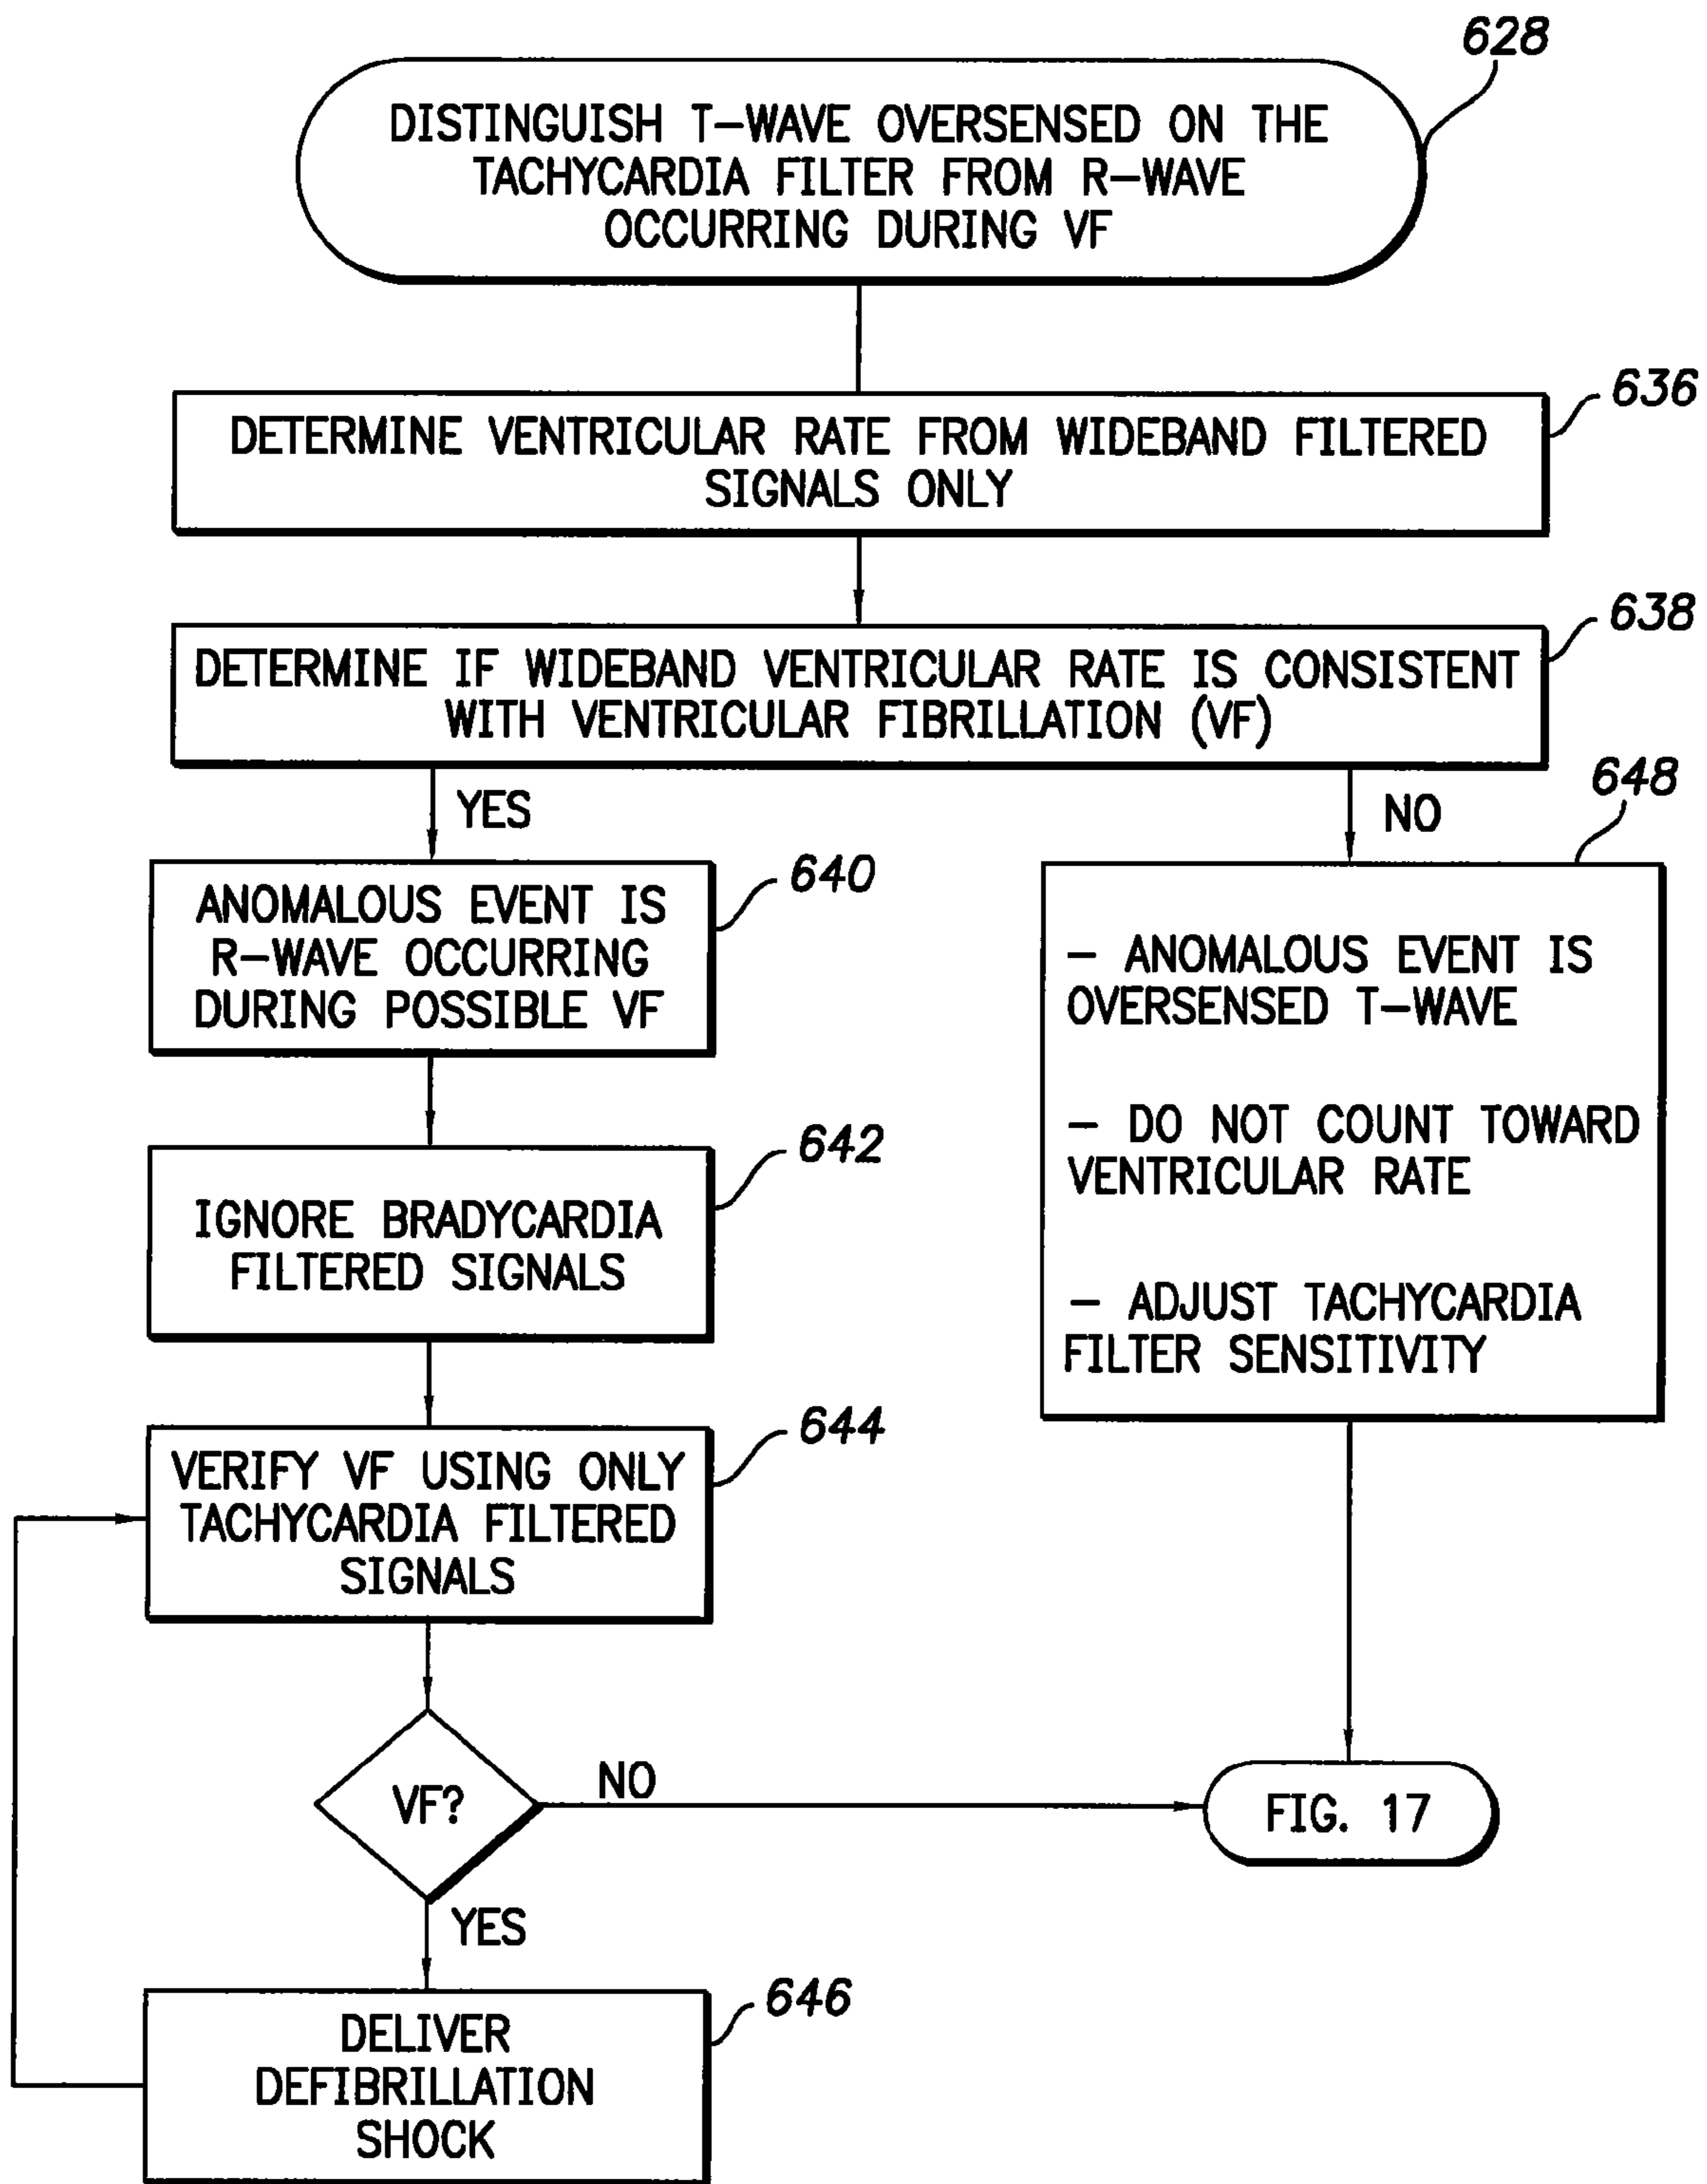 628
DISTINGUISH T-WAVE OVERSENSED ON THE
TACHYCARDIA FILTER FROM R-WAVE
OCCURRING DURING VF
636
DETERMINE VENTRICULAR RATE FROM WIDEBAND FILTERED
SIGNALS ONLY
638
DETERMINE IF WIDEBAND VENTRICULAR RATE IS CONSISTENT
WITH VENTRICULAR FIBRILLATION (VF)
YES
NO
648
640
ANOMALOUS EVENT IS
R-WAVE OCCURRING
DURING POSSIBLE VF
- ANOMALOUS EVENT IS
OVERSENSED T-WAVE
- DO NOT COUNT TOWARD
VENTRICULAR RATE
- ADJUST TACHYCARDIA
FILTER SENSITIVITY
642
IGNORE BRADYCARDIA
FILTERED SIGNALS
644
VERIFY VF USING ONLY
TACHYCARDIA FILTERED
SIGNALS
VF?
NO
FIG. 17
YES
646
DELIVER
DEFIBRILLATION
SHOCK